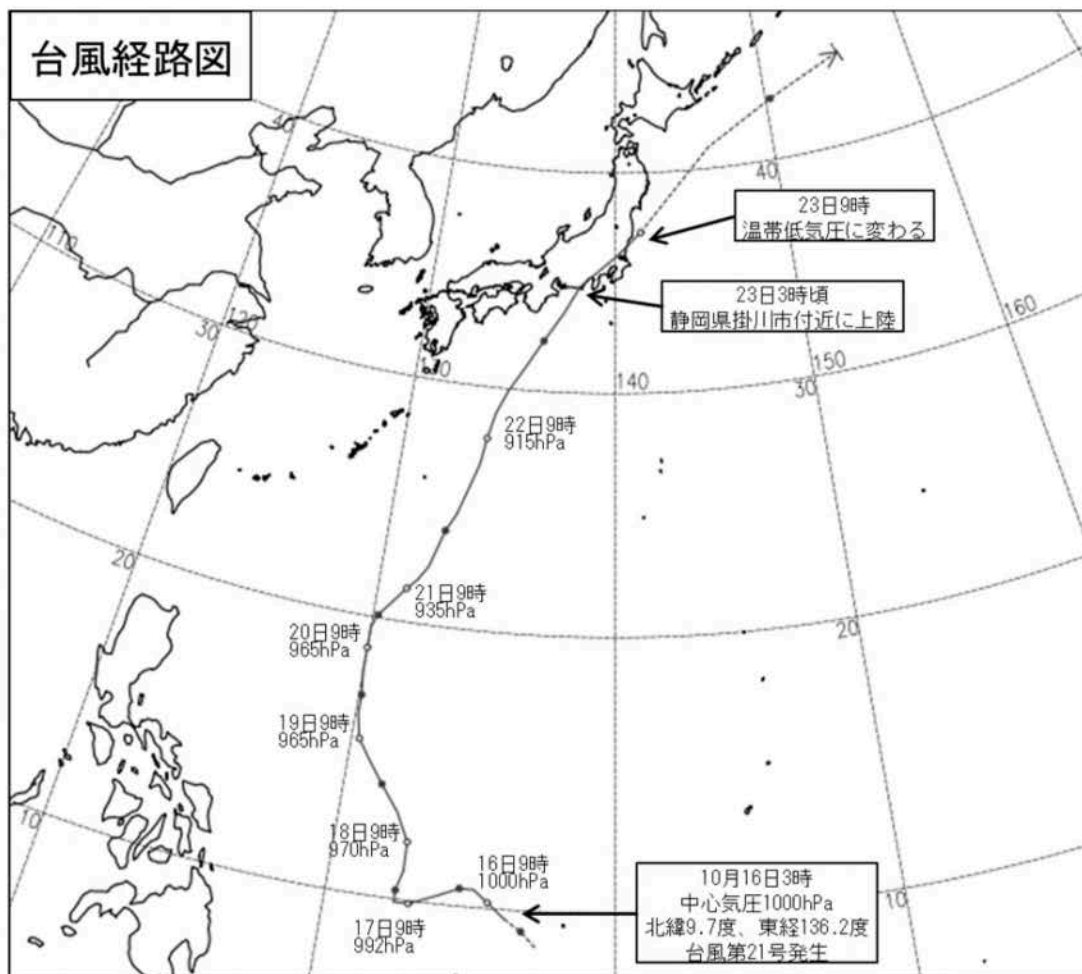 台風経路図
40
110
120
30
20
10
130
140
150
30
160
40
20
10
23日9時
温帯低気圧に変わる
23日3時頃
静岡県掛川市付近に上陸
22日9時
915hPa
21日9時
935hPa
20日9時
965hPa
19日9時
965hPa
18日9時
970hPa
16日9時
1000hPa
17日9時
992hPa
10月16日3時
中心気圧1000hPa
北緯9.7度、東経136.2度
台風第21号発生